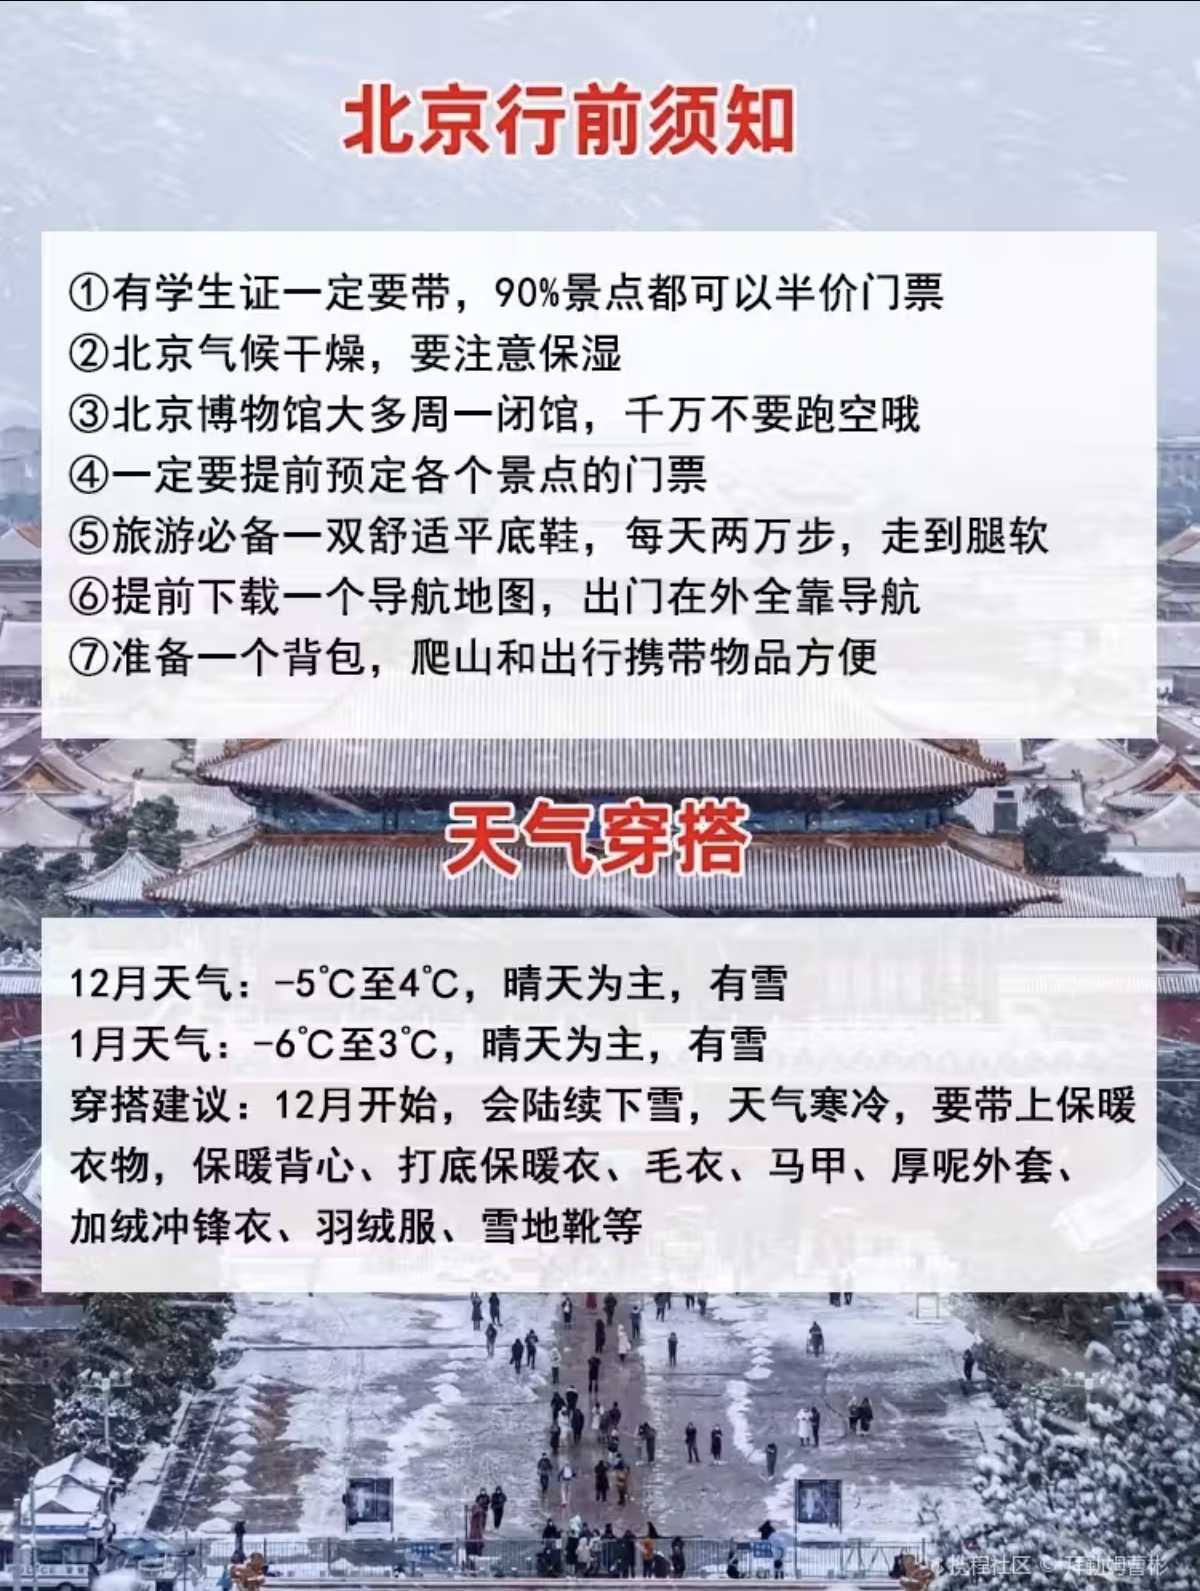 北京行前须知
①有学生证一定要带，90%景点都可以半价门票
②北京气候干燥，要注意保湿
③北京博物馆大多周一闭馆，千万不要跑空哦
④一定要提前预定各个景点的门票
⑤旅游必备一双舒适平底鞋，每天两万步，走到腿软
⑥提前下载一个导航地图，出门在外全靠导航
⑦准备一个背包，爬山和出行携带物品方便
天气穿搭
12月天气：-5℃至4℃，晴天为主，有雪
1月天气：-6℃至3℃，晴天为主，有雪
穿搭建议：12月开始，会陆续下雪，天气寒冷，要带上保暖
衣物，保暖背心、打底保暖衣、毛衣、马甲、厚呢外套、
加绒冲锋衣、羽绒服、雪地靴等
携程社区 ©